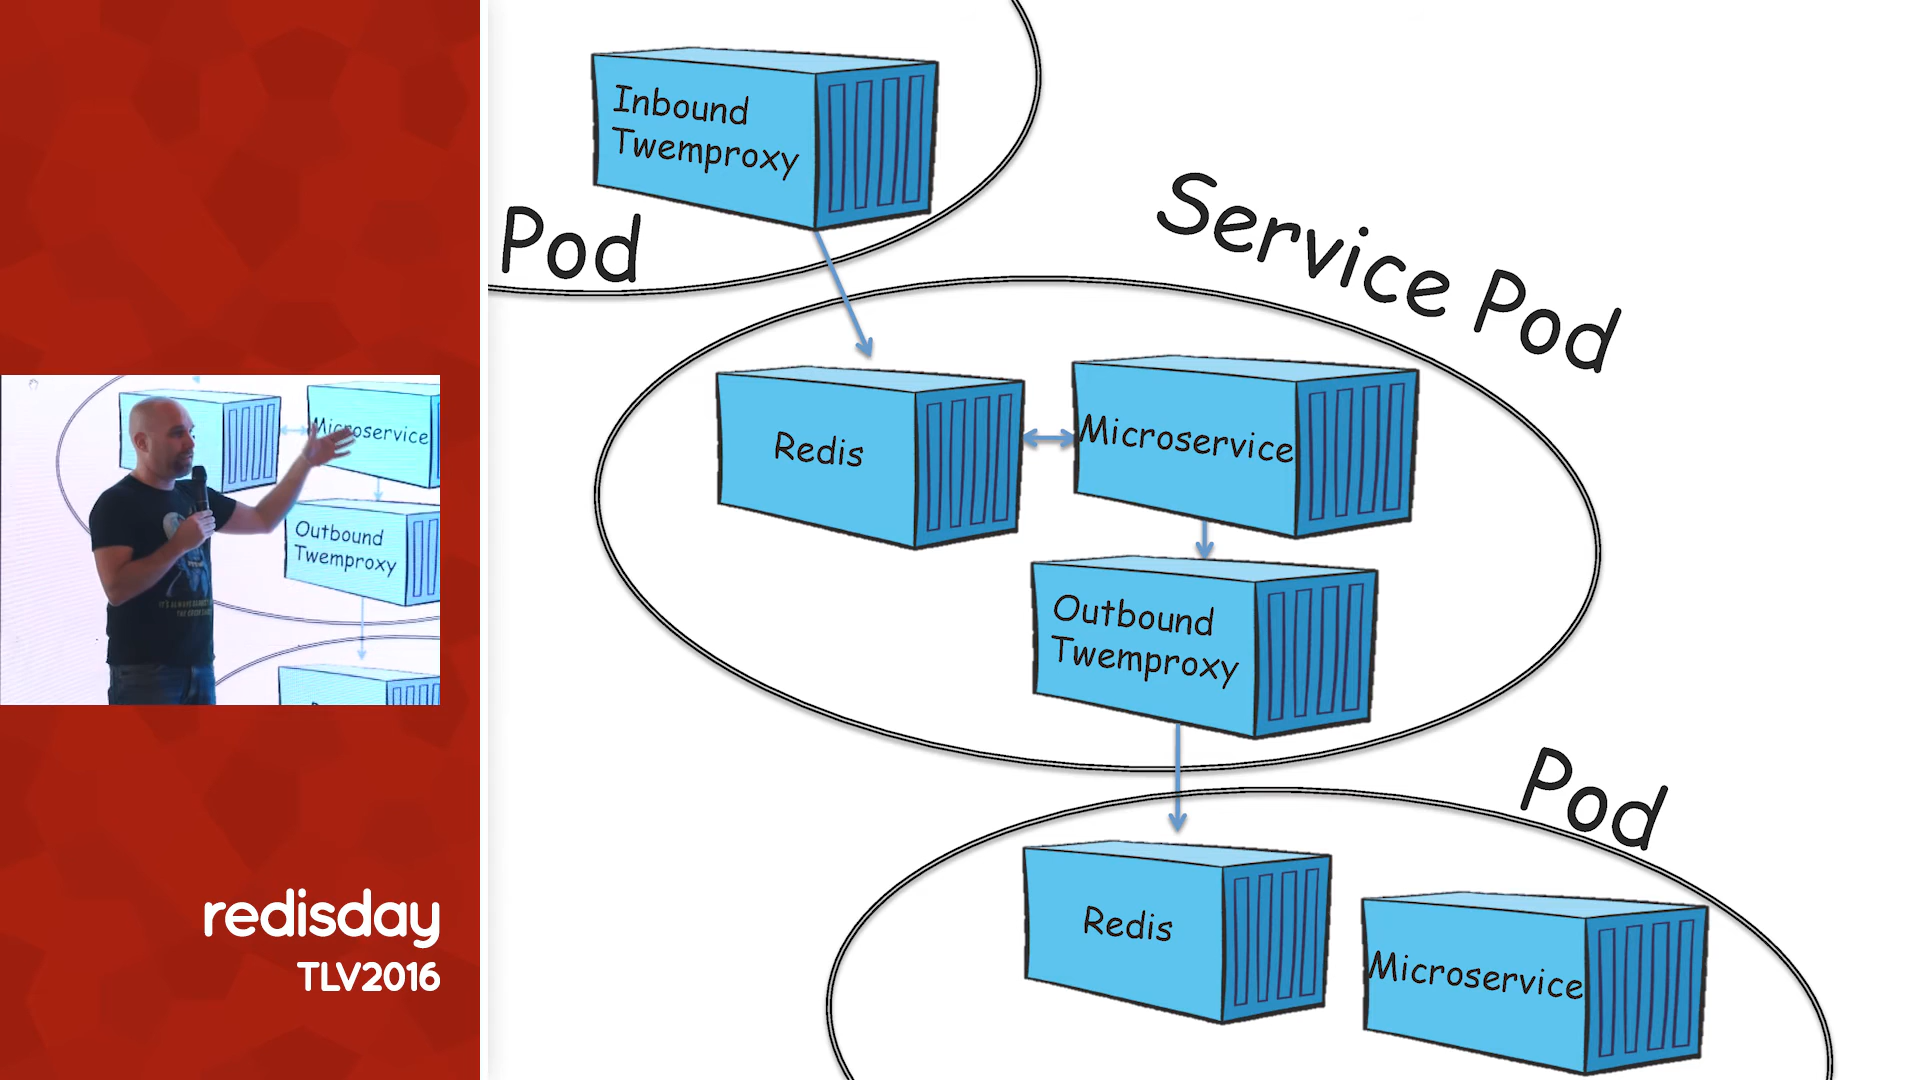 Inbound
Twemproxy
Pod
Service Pod
Redis
Microservice
Outbound
Twemproxy
Pod
Redis
Microservice
Microservice
Outbound
Twemproxy
redisday
TLV2016